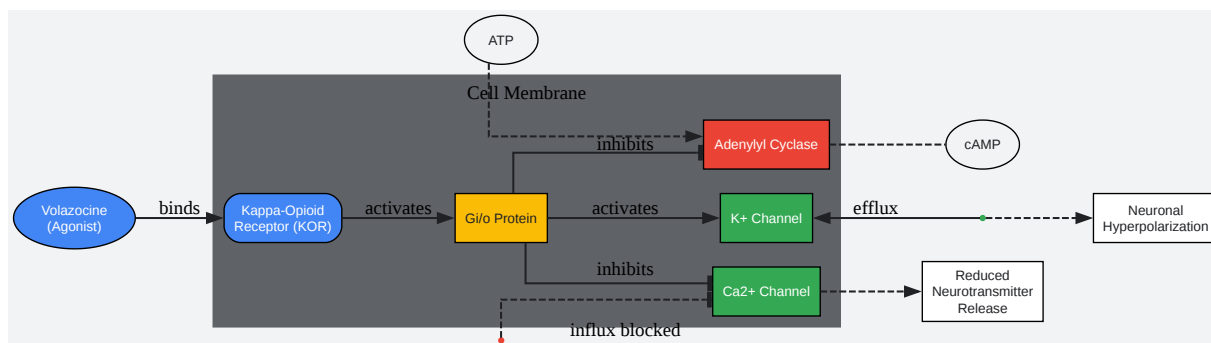 ATP
Cell Membrane
inhibits
Adenylyl Cyclase
cAMP
Volazocine
(Agonist)
binds
Kappa-Opioid
Receptor (KOR)
activates
Gi/o Protein
activates
K+ Channel
efflux
Neuronal
Hyperpolarization
inhibits
Ca2+ Channel
Reduced
Neurotransmitter
Release
influx blocked